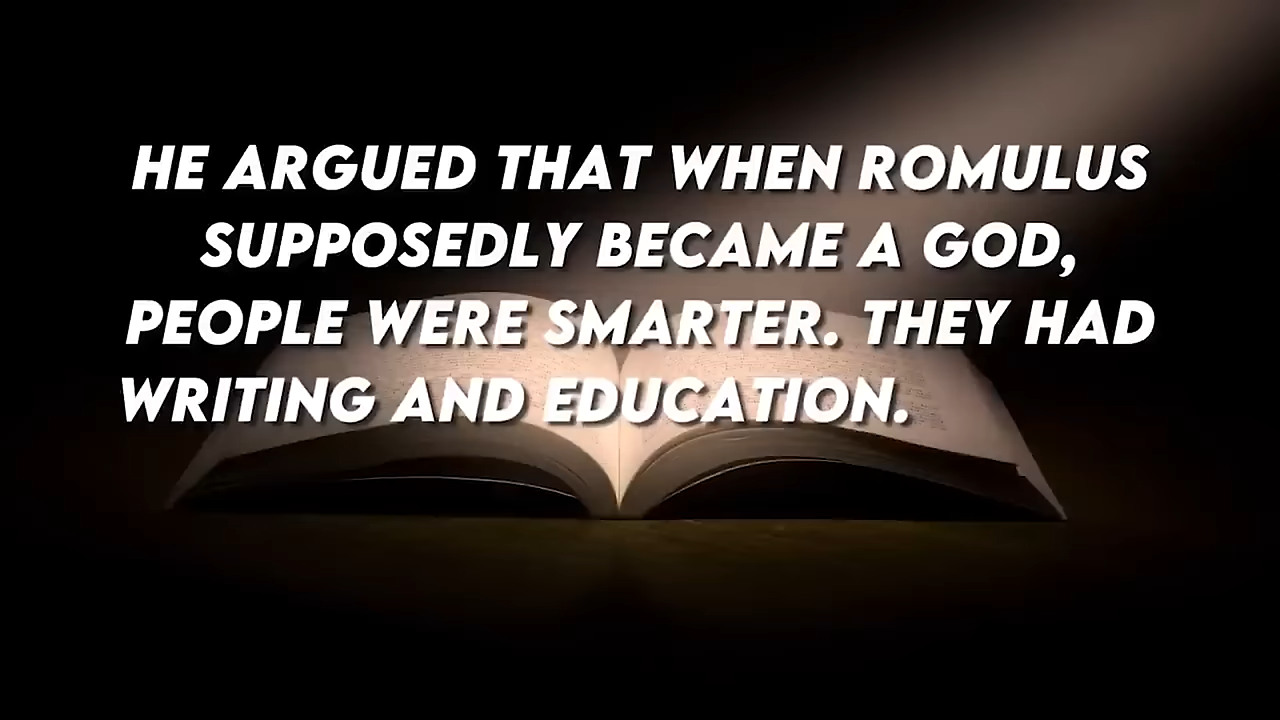 HE ARGUED THAT WHEN ROMULUS
SUPPOSEDLY BECAME A GOD,
PEOPLE WERE SMARTER. THEY HAD
WRITING AND EDUCATION.